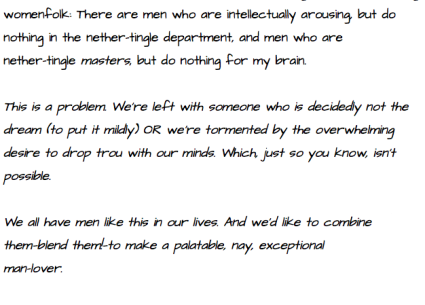 womenfolk: There are men who are intellectually arousing, but do
nothing in the nether-tingle department, and men who are
nether-tingle masters, but do nothing for my brain.
This is a problem. We're left with someone who is decidedly not the
dream (to put it mildly) OR we're tormented by the overwhelming
desire to drop trou with our minds. Which, just so you know, isn't
possible.
We all have men like this in our lives. And we'd like to combine
them-blend them!-to make a palatable, nay, exceptional
man-lover.